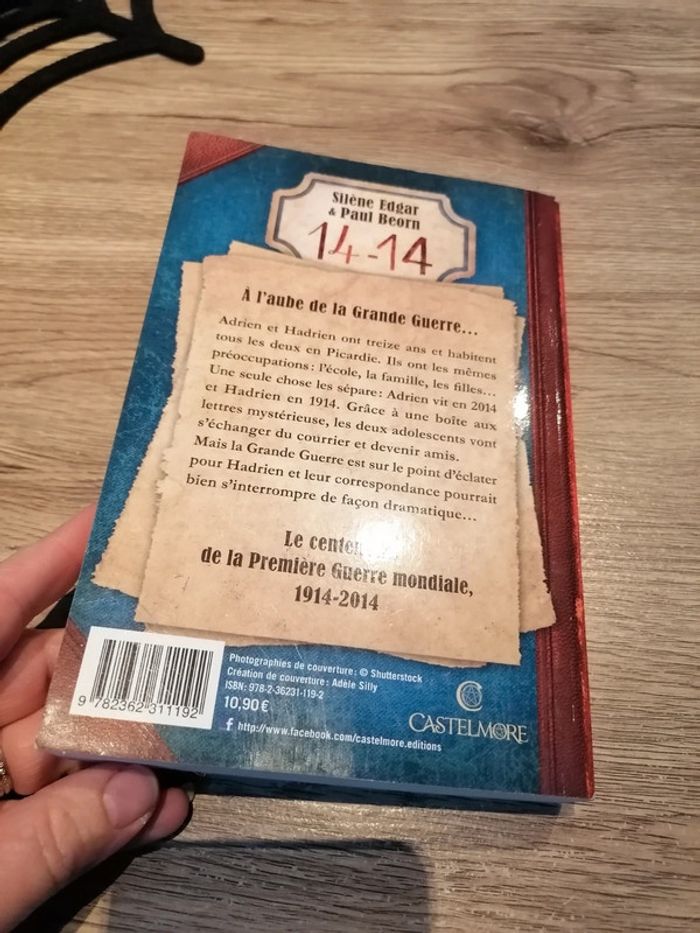 Silène Edgar
& Paul Beorn
14-14
À l'aube de la Grande Guerre...
Adrien et Hadrien ont treize ans et habitent
tous les deux en Picardie. Ils ont les mêmes
préoccupations : l'école, la famille, les filles...
Une seule chose les sépare : Adrien vit en 2014
et Hadrien en 1914. Grâce à une boîte aux
lettres mystérieuse, les deux adolescents vont
s'échanger du courrier et devenir amis.
Mais la Grande Guerre est sur le point d'éclater
pour Hadrien et leur correspondance pourrait
bien s'interrompre de façon dramatique...
Le
de la Première Guerre mondiale,
1914-2014
Photographies de couverture : © Shutterstock
Création de couverture : Adèle Silly
ISBN : 978-2-36231-119-2
10,90 €
9 782362 311192
f http://www.facebook.com/castelmore.editions
CASTELMORE